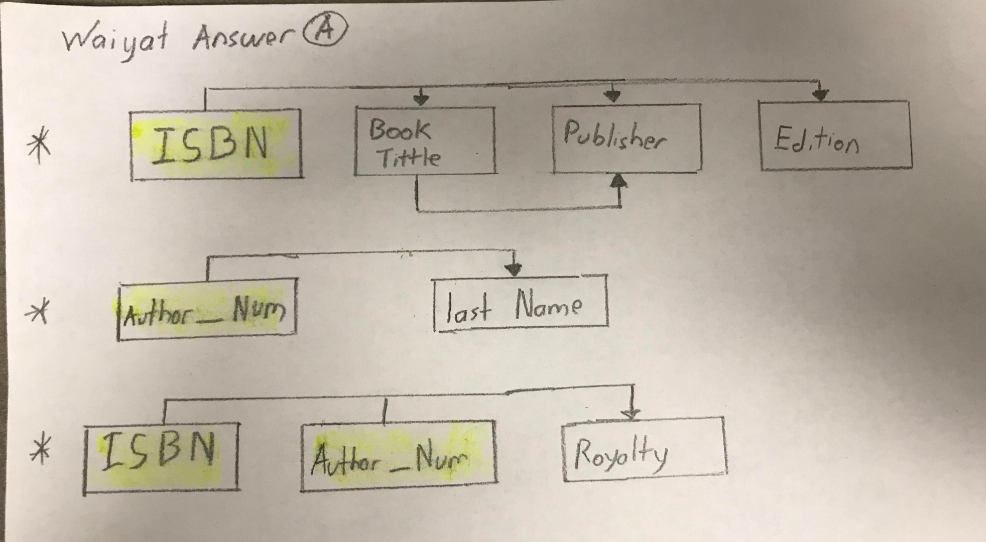 Waiyat Answer A
* ISBN Book Tittle Publisher Edition
* Author_Num last Name
* ISBN Author_Num Royolty